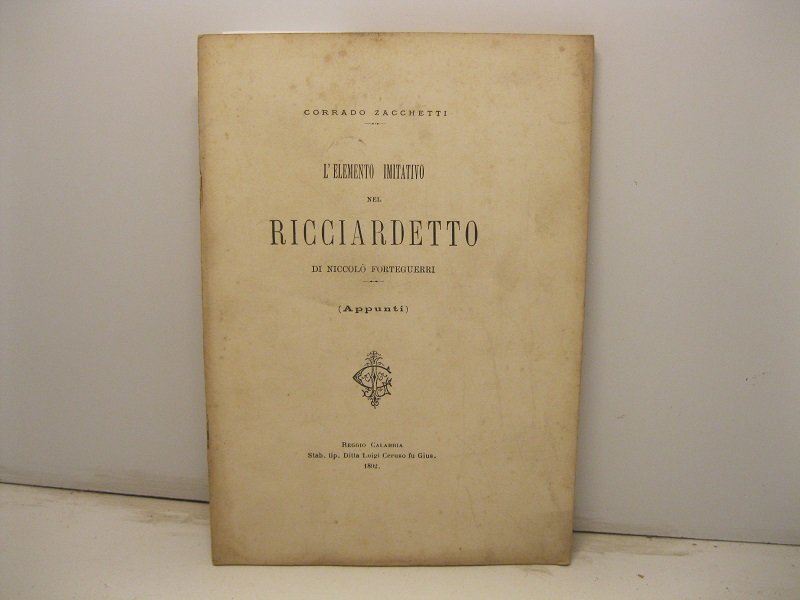 CORRADO ZACCHETTI
L'ELEMENTO IMITATIVO
NEL
RICCIARDETTO
DI NICCOLÒ FORTEGUERRI
(Appunti)
REGGIO CALABRIA
Stab. tip. Ditta Luigi Ceruso fu Gius.
1892.